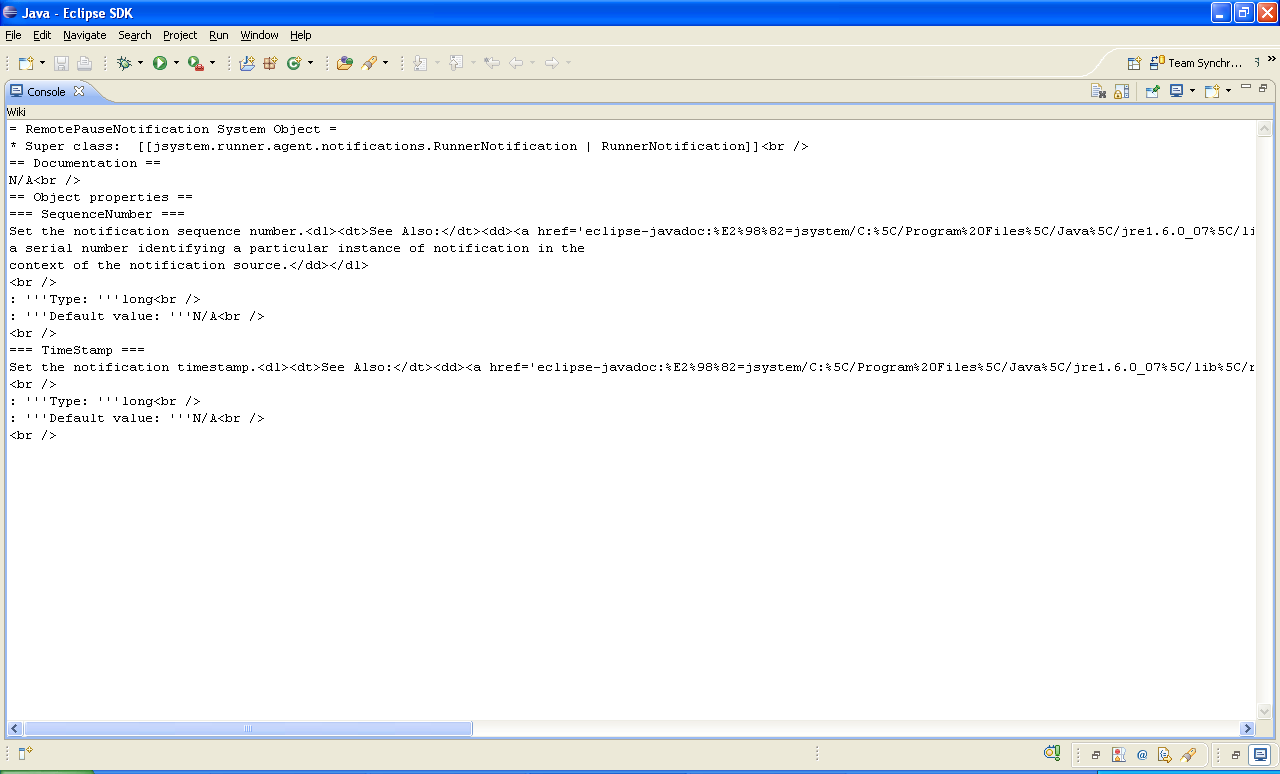 Java - Eclipse SDK
File Edit Navigate Search Project Run Window Help
Team Synchr...
Console
Wiki
= RemotePauseNotification System Object =
* Super class:  [[jsystem.runner.agent.notifications.RunnerNotification | RunnerNotification]]<br />
== Documentation ==
N/A<br />
== Object properties ==
=== SequenceNumber ===
Set the notification sequence number.<dl><dt>See Also:</dt><dd><a href='eclipse-javadoc:%E2%98%82=jsystem/C:%5C/Program%20Files%5C/Java%5C/jre1.6.0_07%5C/li
a serial number identifying a particular instance of notification in the
context of the notification source.</dd></dl>
<br />
: '''Type: '''long<br />
: '''Default value: '''N/A<br />
<br />
=== TimeStamp ===
Set the notification timestamp.<dl><dt>See Also:</dt><dd><a href='eclipse-javadoc:%E2%98%82=jsystem/C:%5C/Program%20Files%5C/Java%5C/jre1.6.0_07%5C/lib%5C/r
<br />
: '''Type: '''long<br />
: '''Default value: '''N/A<br />
<br />